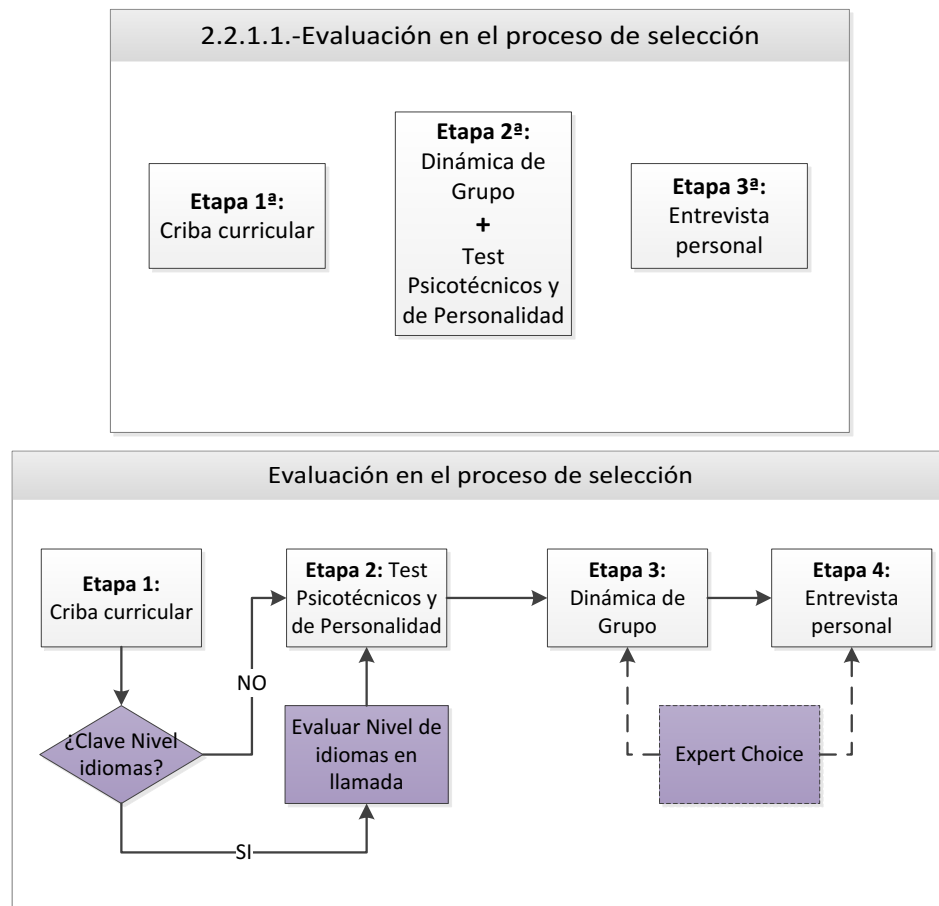 2.2.1.1.-Evaluación en el proceso de selección
Etapa 1ª:
Criba curricular
Etapa 2ª:
Dinámica de
Grupo
+
Test
Psicotécnicos y
de Personalidad
Etapa 3ª:
Entrevista
personal
Evaluación en el proceso de selección
Etapa 1:
Criba curricular
Etapa 2: Test
Psicotécnicos y
de Personalidad
Etapa 3:
Dinámica de
Grupo
Etapa 4:
Entrevista
personal
NO
¿Clave Nivel
idiomas?
Evaluar Nivel de
idiomas en
llamada
Expert Choice
SI